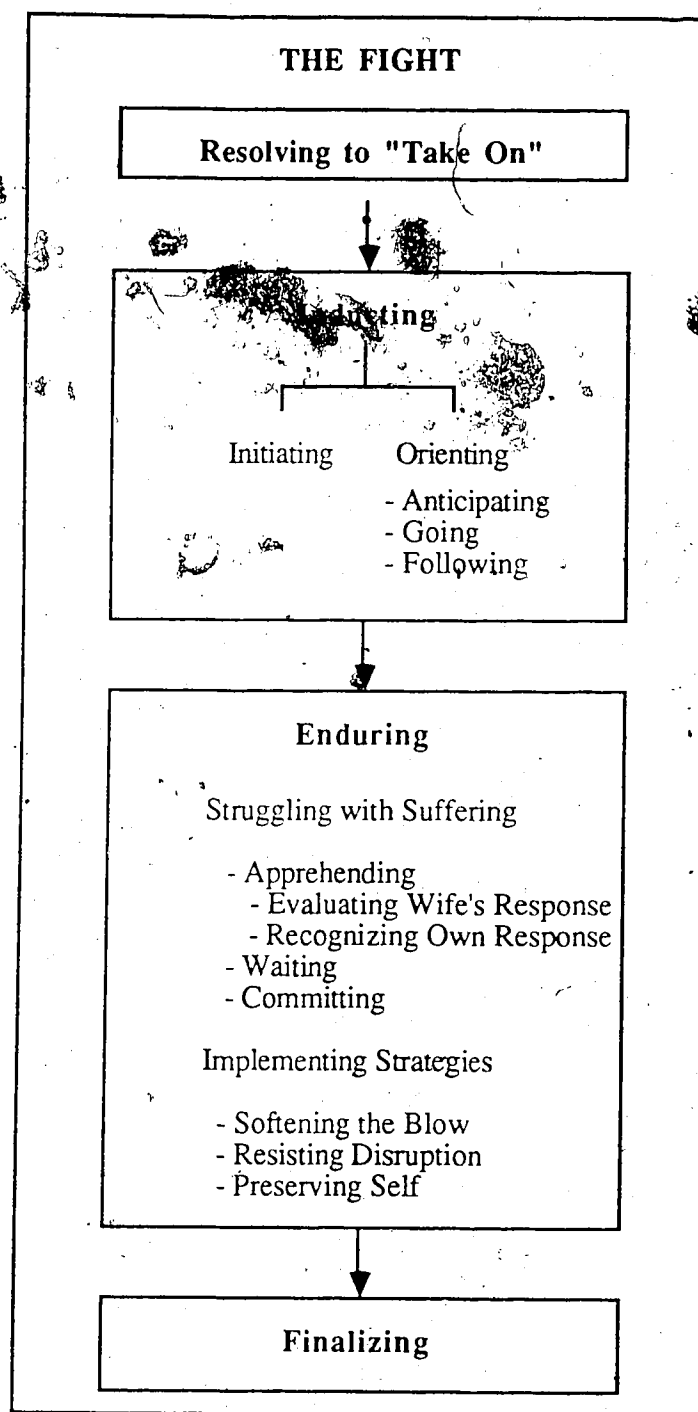 THE FIGHT
Resolving to "Take On"
Inducting
Initiating Orienting
- Anticipating
- Going
- Following
Enduring
Struggling with Suffering
- Apprehending
- Evaluating Wife's Response
- Recognizing Own Response
- Waiting
- Committing
Implementing Strategies
- Softening the Blow
- Resisting Disruption
- Preserving Self
Finalizing